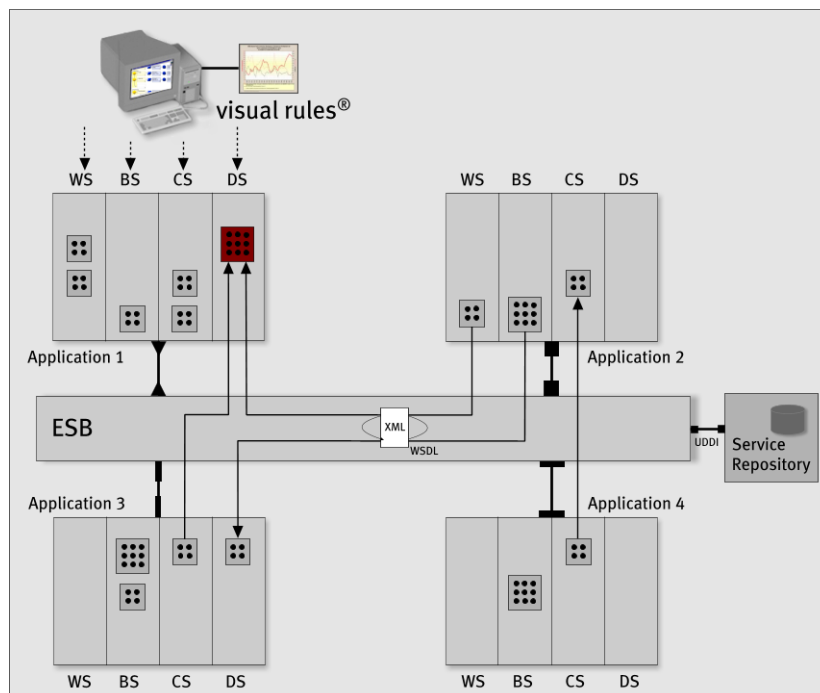 visual rules®
WS BS CS DS
WS BS CS DS
Application 1
Application 2
ESB
XML
WSDL
UDDI
Service
Repository
Application 3
Application 4
WS BS CS DS
WS BS CS DS